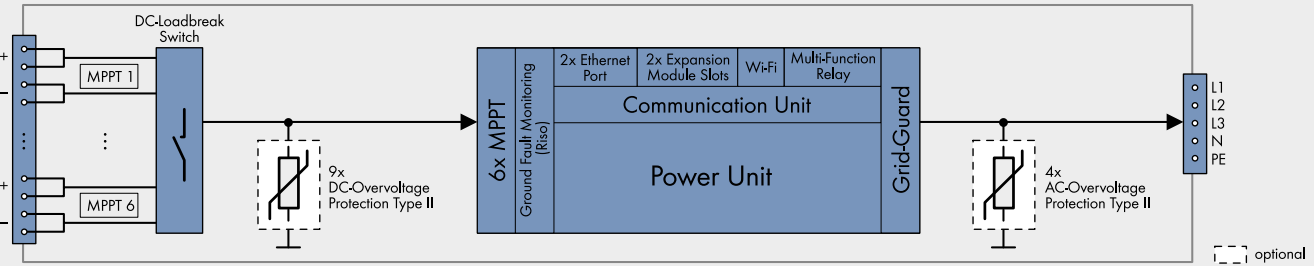 DC-Loadbreak
Switch
+
MPPT 1
–
⋮
⋮
+
MPPT 6
–
9x
DC-Overvoltage
Protection Type II
6x MPPT
Ground Fault Monitoring
(Riso)
2x Ethernet
Port
2x Expansion
Module Slots
Wi-Fi
Multi-Function
Relay
Communication Unit
Power Unit
Grid-Guard
4x
AC-Overvoltage
Protection Type II
L1
L2
L3
N
PE
optional